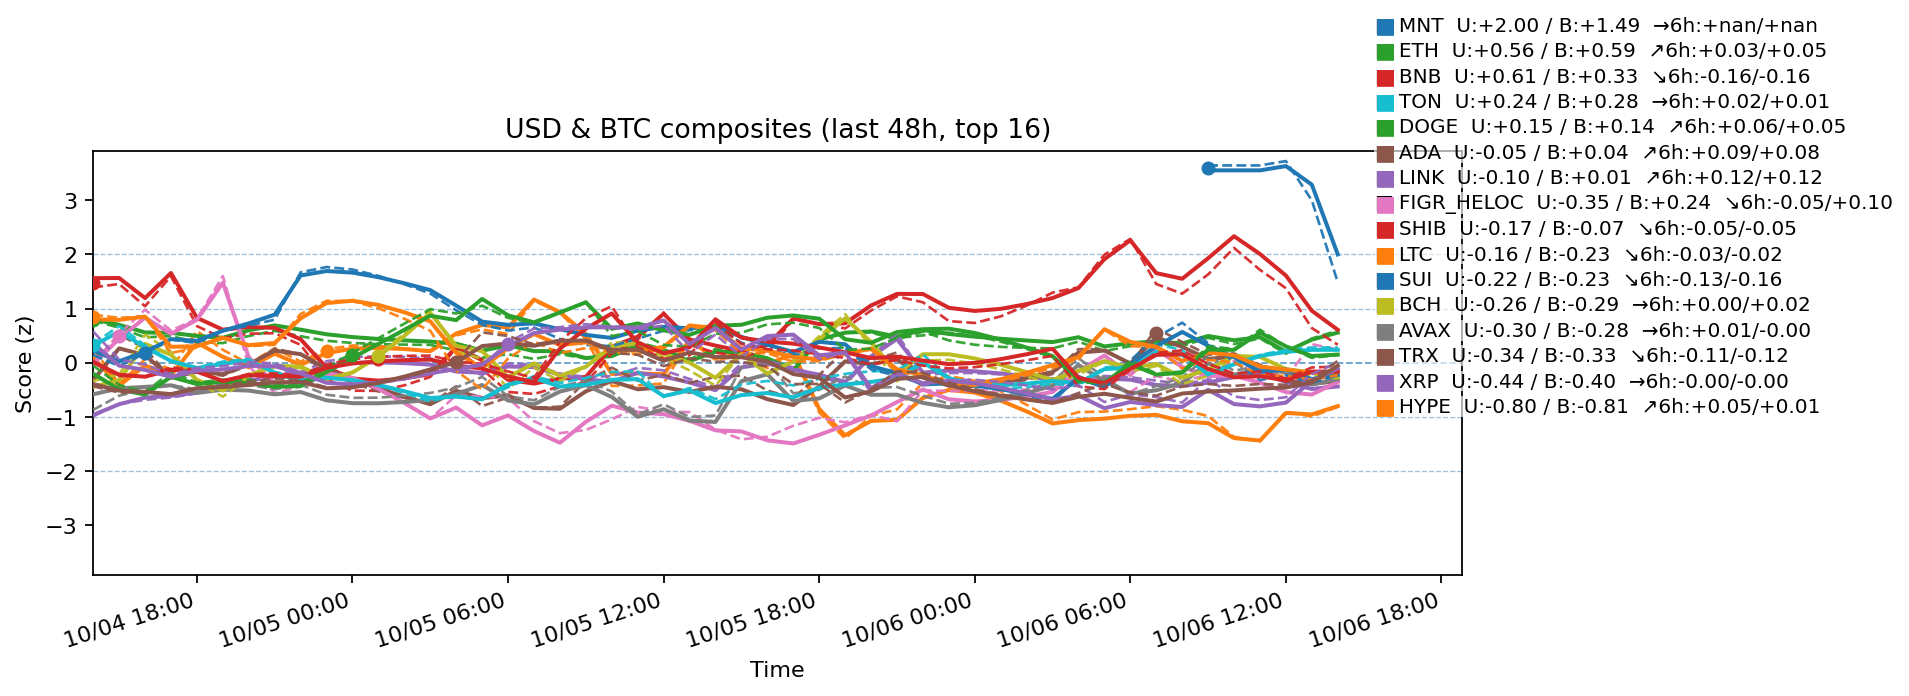 MNT U:+2.00 / B:+1.49 →6h:+nan/+nan
ETH U:+0.56 / B:+0.59 ↗6h:+0.03/+0.05
BNB U:+0.61 / B:+0.33 ↘6h:-0.16/-0.16
TON U:+0.24 / B:+0.28 →6h:+0.02/+0.01
DOGE U:+0.15 / B:+0.14 ↗6h:+0.06/+0.05
ADA U:-0.05 / B:+0.04 ↗6h:+0.09/+0.08
LINK U:-0.10 / B:+0.01 ↗6h:+0.12/+0.12
FIGR_HELOC U:-0.35 / B:+0.24 ↘6h:-0.05/+0.10
SHIB U:-0.17 / B:-0.07 ↘6h:-0.05/-0.05
LTC U:-0.16 / B:-0.23 ↘6h:-0.03/-0.02
SUI U:-0.22 / B:-0.23 ↘6h:-0.13/-0.16
BCH U:-0.26 / B:-0.29 →6h:+0.00/+0.02
AVAX U:-0.30 / B:-0.28 →6h:+0.01/-0.00
TRX U:-0.34 / B:-0.33 ↘6h:-0.11/-0.12
XRP U:-0.44 / B:-0.40 →6h:-0.00/-0.00
HYPE U:-0.80 / B:-0.81 ↗6h:+0.05/+0.01
USD & BTC composites (last 48h, top 16)
Score (z)
3
2
1
0
−1
−2
−3
10/04 18:00
10/05 00:00
10/05 06:00
10/05 12:00
10/05 18:00
10/06 00:00
10/06 06:00
10/06 12:00
10/06 18:00
Time